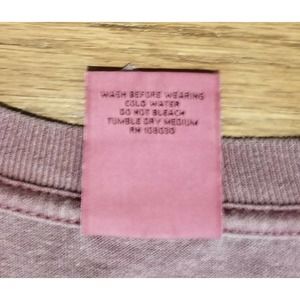 WASH BEFORE WEARING
COLD WATER
DO NOT BLEACH
TUMBLE DRY MEDIUM
RN 108030